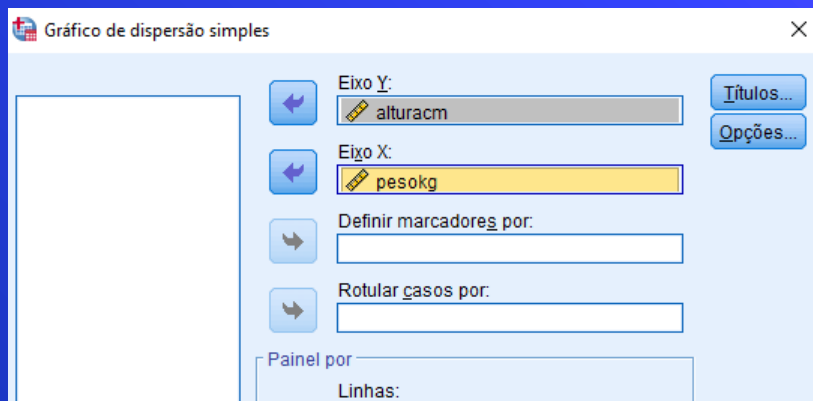 Gráfico de dispersão simples
Eixo Y:
alturacm
Títulos...
Opções...
Eixo X:
pesokg
Definir marcadores por:
Rotular casos por:
Painel por
Linhas: